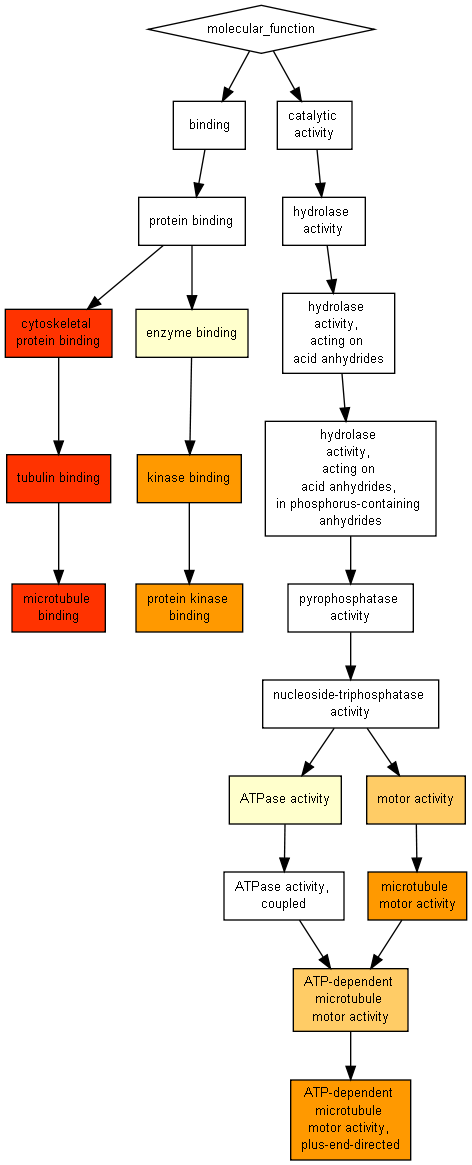 molecular_function
binding
catalytic
activity
protein binding
hydrolase
activity
cytoskeletal
protein binding
enzyme binding
hydrolase
activity,
acting on
acid anhydrides
tubulin binding
kinase binding
hydrolase
activity,
acting on
acid anhydrides,
in phosphorus-containing
anhydrides
microtubule
binding
protein kinase
binding
pyrophosphatase
activity
nucleoside-triphosphatase
activity
ATPase activity
motor activity
ATPase activity,
coupled
microtubule
motor activity
ATP-dependent
microtubule
motor activity
ATP-dependent
microtubule
motor activity,
plus-end-directed